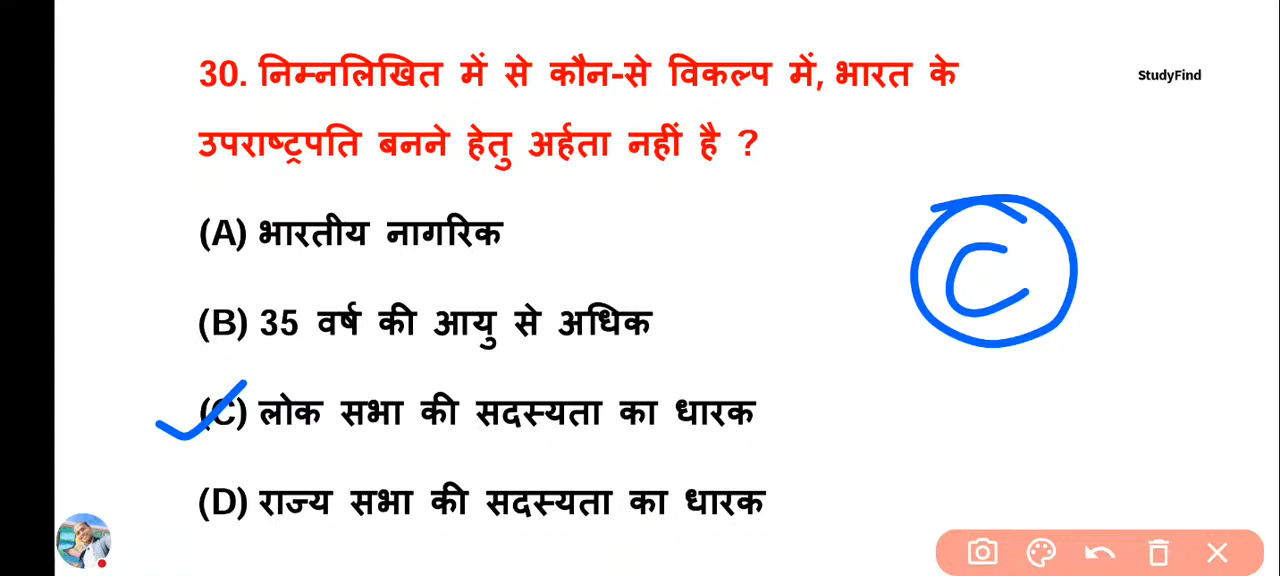 30. निम्नलिखित में से कौन-से विकल्प में, भारत के
StudyFind
उपराष्ट्रपति बनने हेतु अर्हता नहीं है ?
(A) भारतीय नागरिक
(B) 35 वर्ष की आयु से अधिक
C
(C) लोक सभा की सदस्यता का धारक
(D) राज्य सभा की सदस्यता का धारक